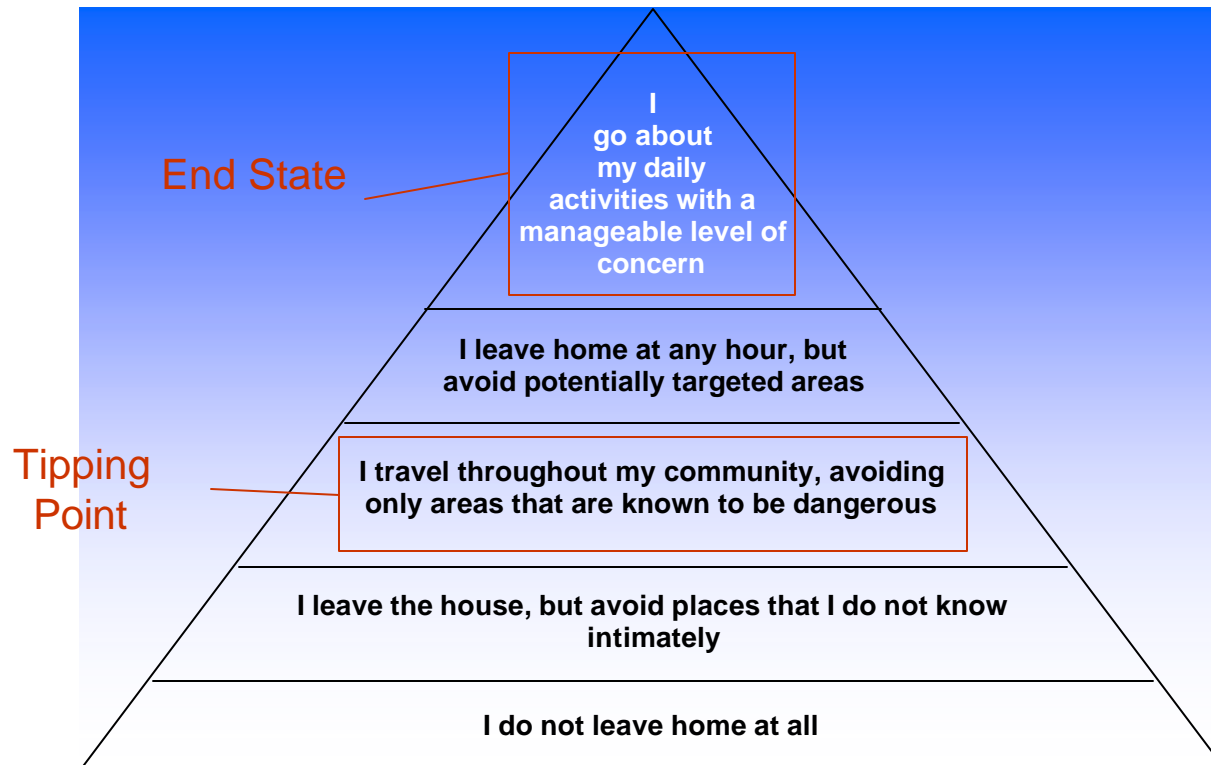 I
go about
my daily
activities with a
manageable level of
concern
End State
I leave home at any hour, but
avoid potentially targeted areas
Tipping
Point
I travel throughout my community, avoiding
only areas that are known to be dangerous
I leave the house, but avoid places that I do not know
intimately
I do not leave home at all